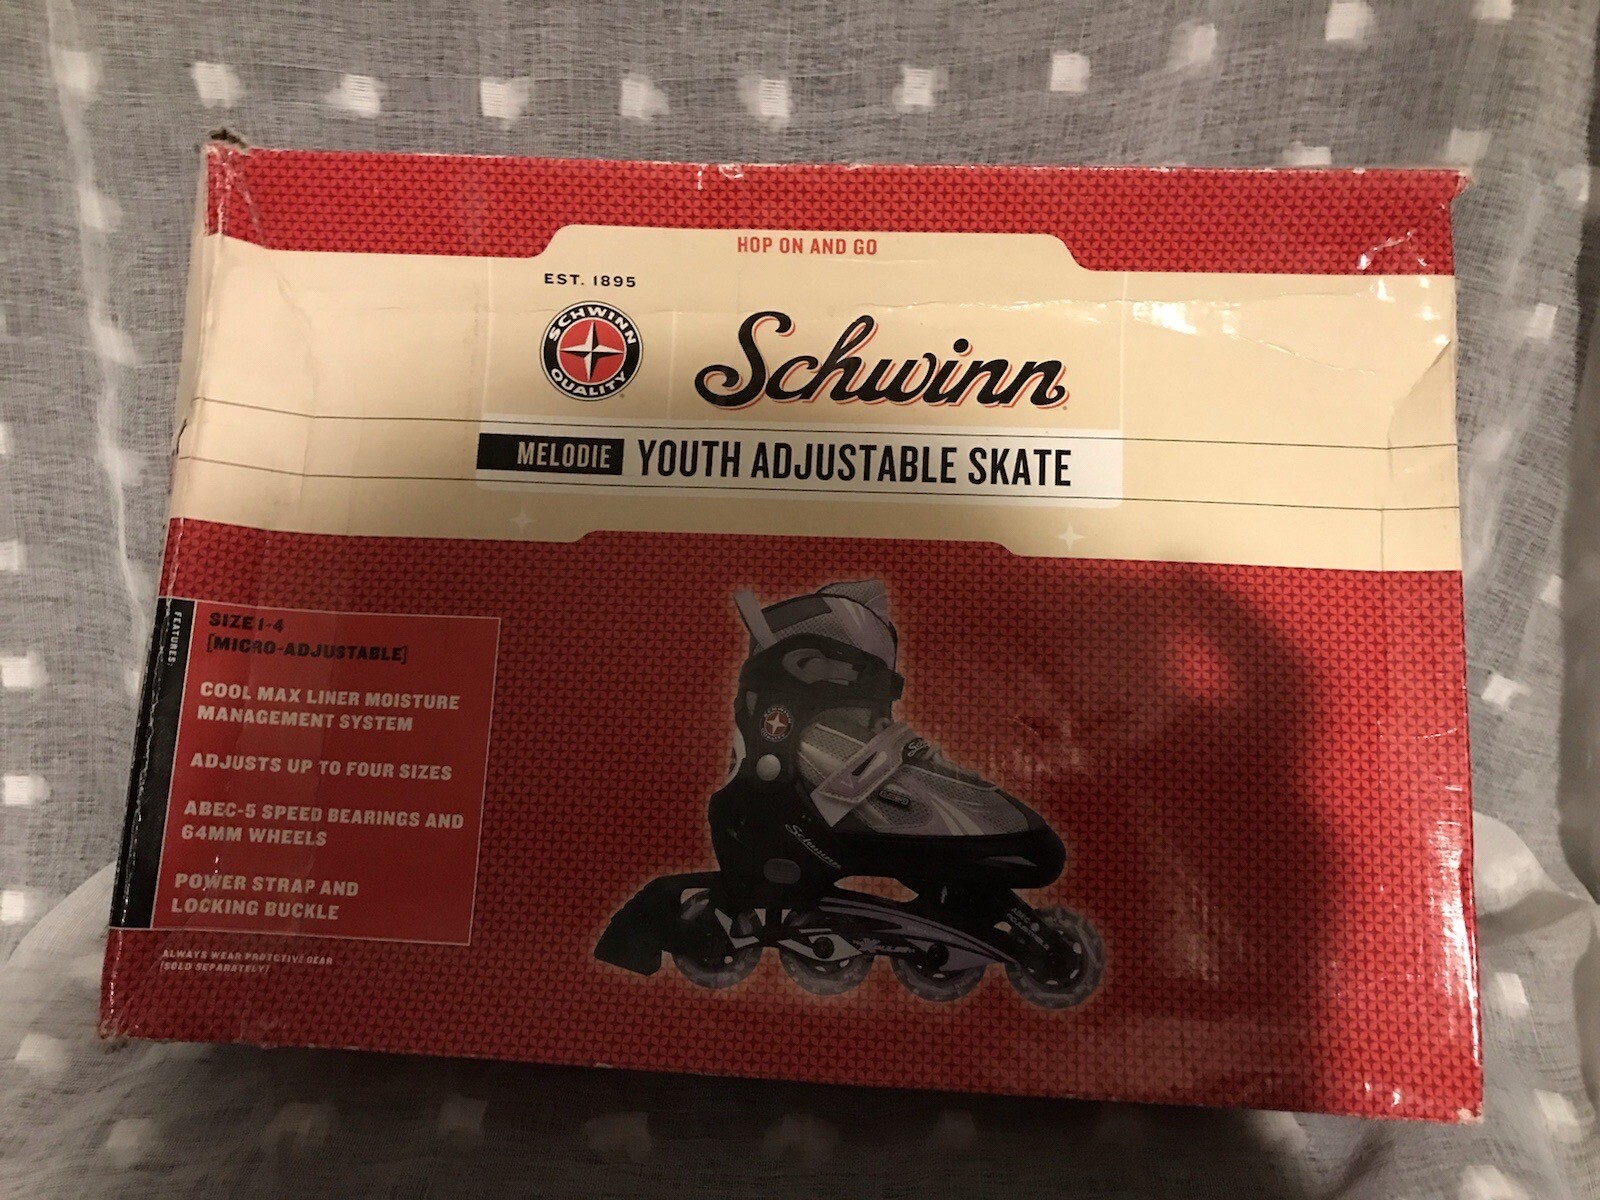 HOP ON AND GO
EST. 1895
SCHWINN
QUALITY
Schwinn
MELODIE YOUTH ADJUSTABLE SKATE
FEATURES:
SIZE 1-4
[MICRO-ADJUSTABLE]
COOL MAX LINER MOISTURE
MANAGEMENT SYSTEM
ADJUSTS UP TO FOUR SIZES
ABEC-5 SPEED BEARINGS AND
64MM WHEELS
POWER STRAP AND
LOCKING BUCKLE
ALWAYS WEAR PROTCTIVE GEAR
[SOLD SEPARATELY]
Schwinn